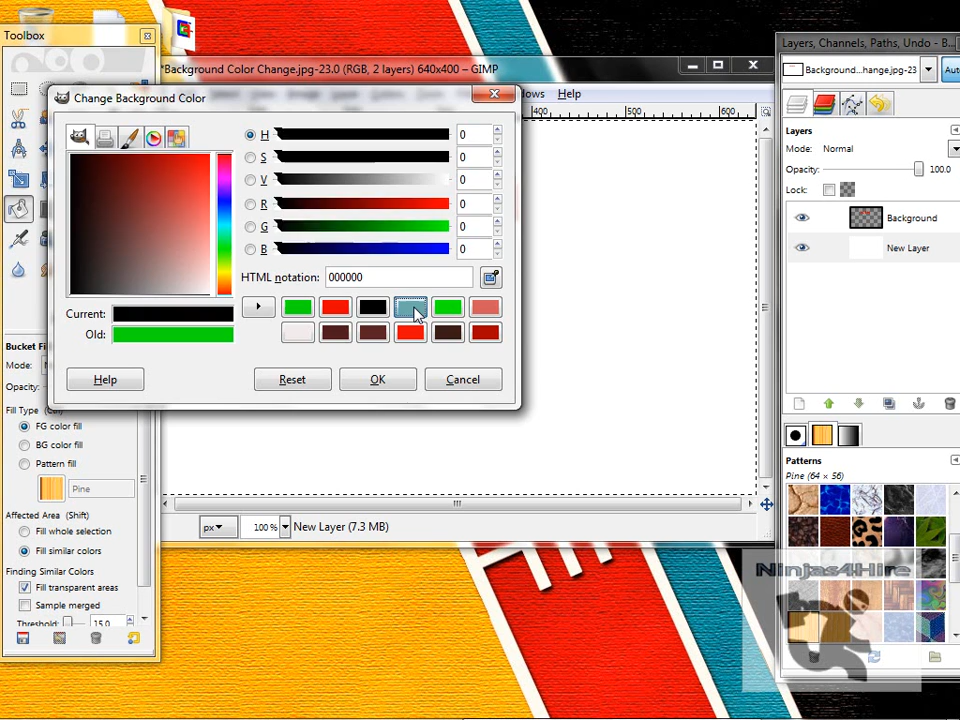 Toolbox
*Background Color Change.jpg-23.0 (RGB, 2 layers) 640x400 – GIMP
Layers, Channels, Paths, Undo - B...
Background...hange.jpg-23
Aut
Change Background Color
dows Help
400 500 600
H 0
S 0
V 0
R 0
G 0
B 0
HTML notation: 000000
Current:
Old:
Help Reset OK Cancel
Layers
Mode: Normal
Opacity: 100.0
Lock:
Background
New Layer
Bucket Fi
Mode: N
Opacity:
Fill Type (Ctrl)
FG color fill
BG color fill
Pattern fill
Pine
Affected Area (Shift)
Fill whole selection
Fill similar colors
Finding Similar Colors
Fill transparent areas
Sample merged
Threshold: 15.0
px 100 % New Layer (7.3 MB)
Patterns
Pine (64 × 56)
Ninjas4Hire